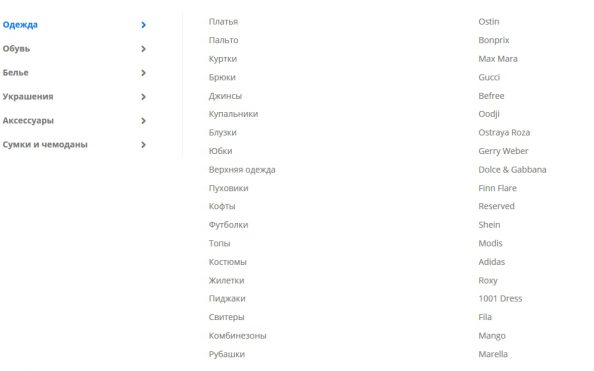 Одежда
Обувь
Белье
Украшения
Аксессуары
Сумки и чемоданы
Платья
Пальто
Куртки
Брюки
Джинсы
Купальники
Блузки
Юбки
Верхняя одежда
Пуховики
Кофты
Футболки
Топы
Костюмы
Жилетки
Пиджаки
Свитеры
Комбинезоны
Рубашки
Ostin
Bonprix
Max Mara
Gucci
Befree
Oodji
Ostraya Roza
Gerry Weber
Dolce & Gabbana
Finn Flare
Reserved
Shein
Modis
Adidas
Roxy
1001 Dress
Fila
Mango
Marella